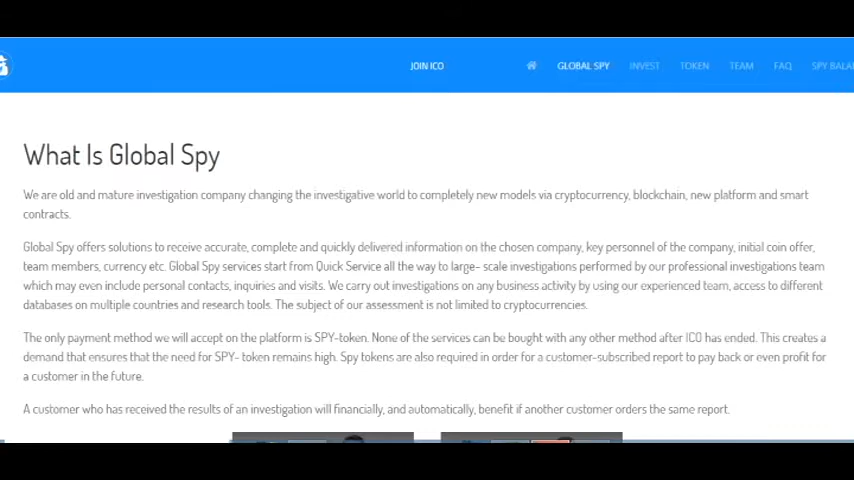 JOIN ICO GLOBAL SPY INVEST TOKEN TEAM FAQ SPY
What Is Global Spy
We are old and mature investigation company changing the investigative world to completely new models via cryptocurrency, blockchain, new platform and smart
contracts.
Global Spy offers solutions to receive accurate, complete and quickly delivered information on the chosen company, key personnel of the company, initial coin offer,
team members, currency etc. Global Spy services start from Quick Service all the way to large- scale investigations performed by our professional investigations team
which may even include personal contacts, inquiries and visits. We carry out investigations on any business activity by using our experienced team, access to different
databases on multiple countries and research tools. The subject of our assessment is not limited to cryptocurrencies.
The only payment method we will accept on the platform is SPY-token. None of the services can be bought with any other method after ICO has ended. This creates a
demand that ensures that the need for SPY- token remains high. Spy tokens are also required in order for a customer-subscribed report to pay back or even profit for
a customer in the future.
A customer who has received the results of an investigation will financially, and automatically, benefit if another customer orders the same report.